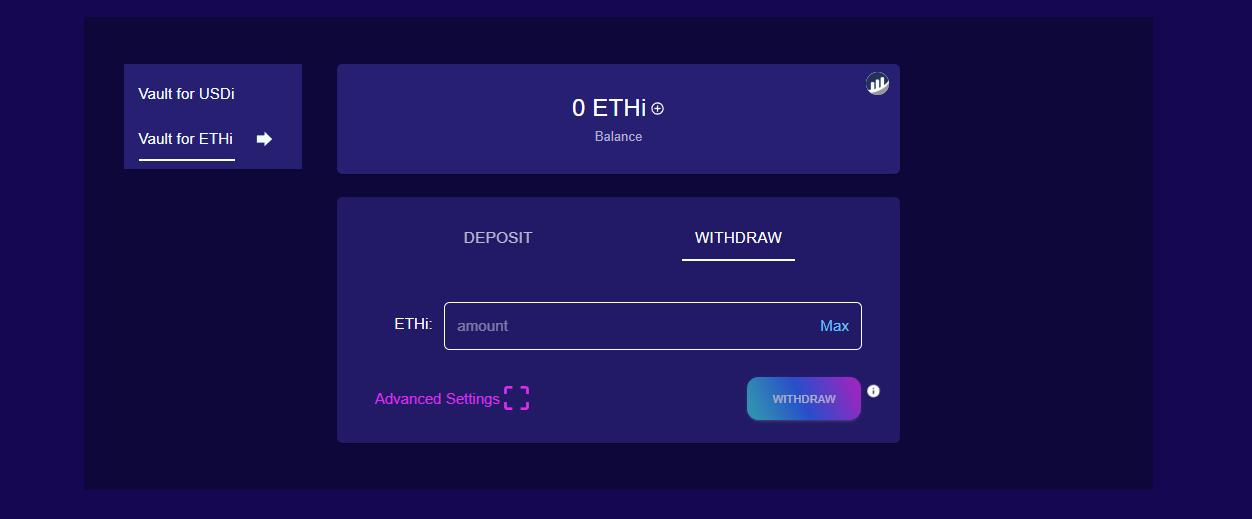 Vault for USDi
Vault for ETHi
0 ETHi
Balance
DEPOSIT
WITHDRAW
ETHi:
amount
Max
Advanced Settings
WITHDRAW